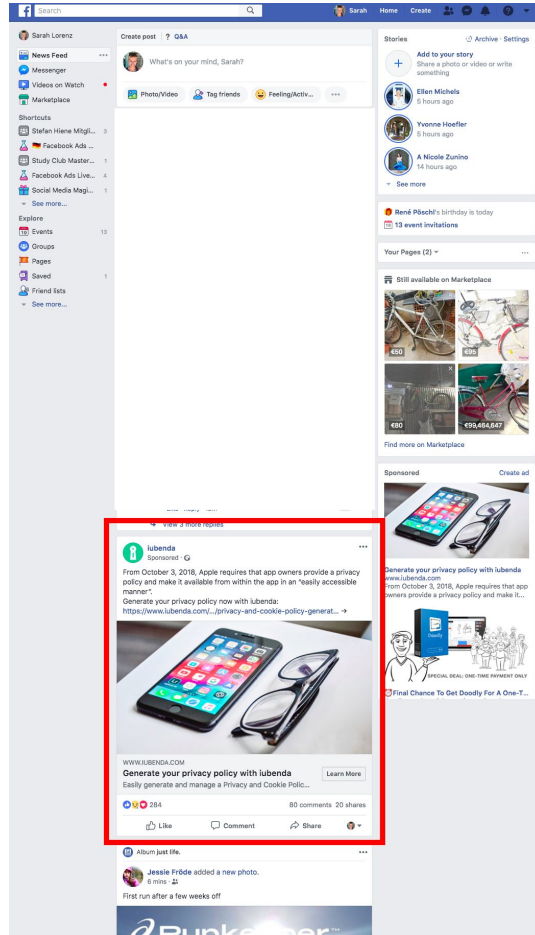 Search
Sarah
Home
Create
Sarah Lorenz
News Feed
Messenger
Videos on Watch
Marketplace
Shortcuts
Stefan Hiene Mitgli... 3
Facebook Ads ...
Study Club Master... 1
Facebook Ads Live... 4
Social Media Magi... 1
See more...
Explore
Events 13
Groups
Pages
Saved 1
Friend lists
See more...
Create post
? Q&A
What's on your mind, Sarah?
Photo/Video
Tag friends
Feeling/Activ...
View 3 more replies
iubenda
Sponsored ·
From October 3, 2018, Apple requires that app owners provide a privacy
policy and make it available from within the app in an "easily accessible
manner".
Generate your privacy policy now with iubenda:
https://www.iubenda.com/.../privacy-and-cookie-policy-generat... →
WWW.IUBENDA.COM
Generate your privacy policy with iubenda
Easily generate and manage a Privacy and Cookie Polic...
Learn More
284
80 comments 20 shares
Like
Comment
Share
Album just life.
Jessie Fröde added a new photo.
6 mins ·
First run after a few weeks off
Stories
Archive · Settings
Add to your story
Share a photo or video or write
something
Ellen Michels
5 hours ago
Yvonne Hoefler
5 hours ago
A Nicole Zunino
14 hours ago
See more
René Pöschl's birthday is today
13 event invitations
Your Pages (2)
Still available on Marketplace
€50
€95
€80
€99,464,647
Find more on Marketplace
Sponsored
Create ad
Generate your privacy policy with iubenda
www.iubenda.com
From October 3, 2018, Apple requires that app
owners provide a privacy policy and make it...
Doodly
SPECIAL DEAL: ONE-TIME PAYMENT ONLY
Final Chance To Get Doodly For A One-T...